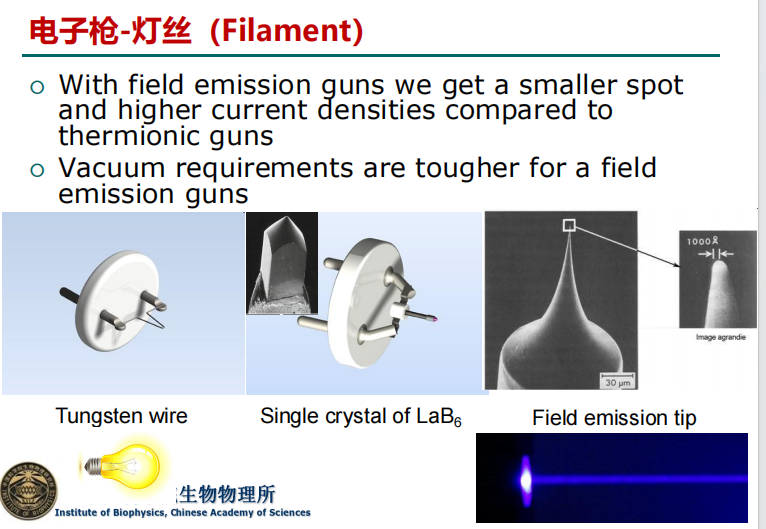 电子枪-灯丝 (Filament)
With field emission guns we get a smaller spot
and higher current densities compared to
thermionic guns
Vacuum requirements are tougher for a field
emission guns
1000Å
Image agrandie
30 µm
Tungsten wire
Single crystal of LaB₆
Field emission tip
生物物理所
Institute of Biophysics, Chinese Academy of Sciences